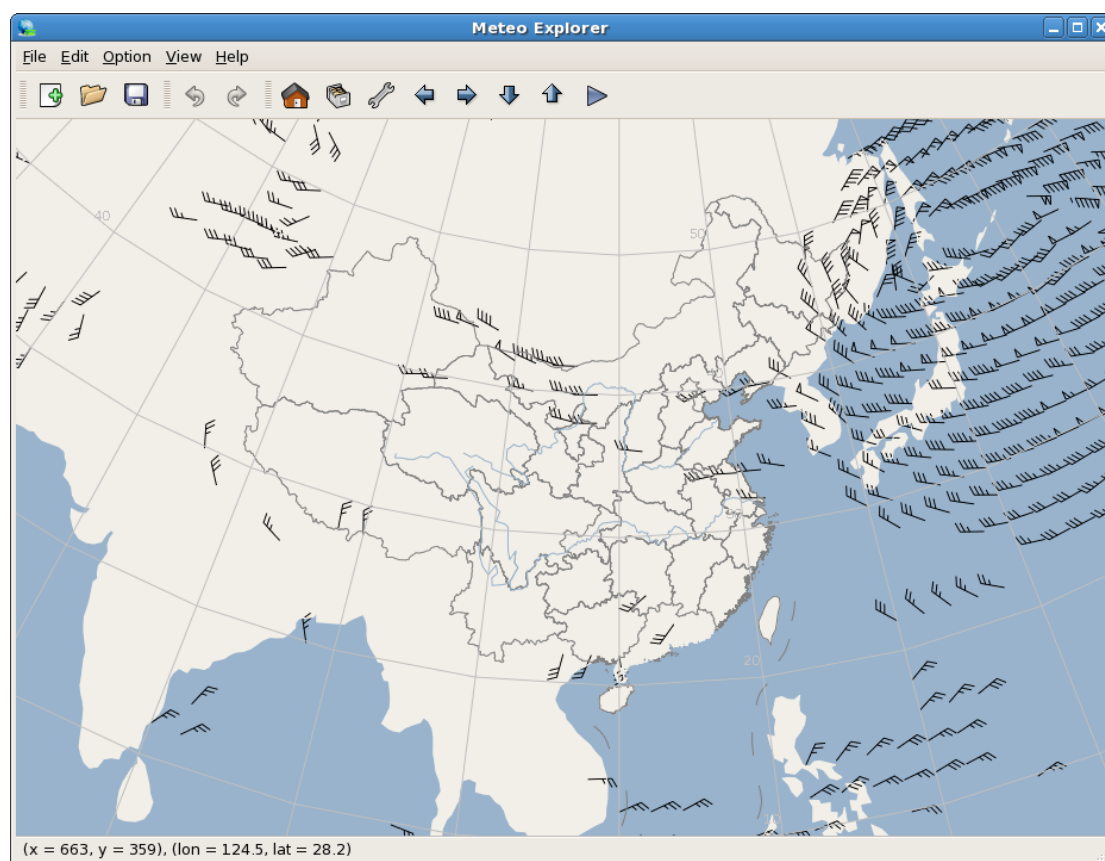 Meteo Explorer
File Edit Option View Help
40
50
20
(x = 663, y = 359), (lon = 124.5, lat = 28.2)